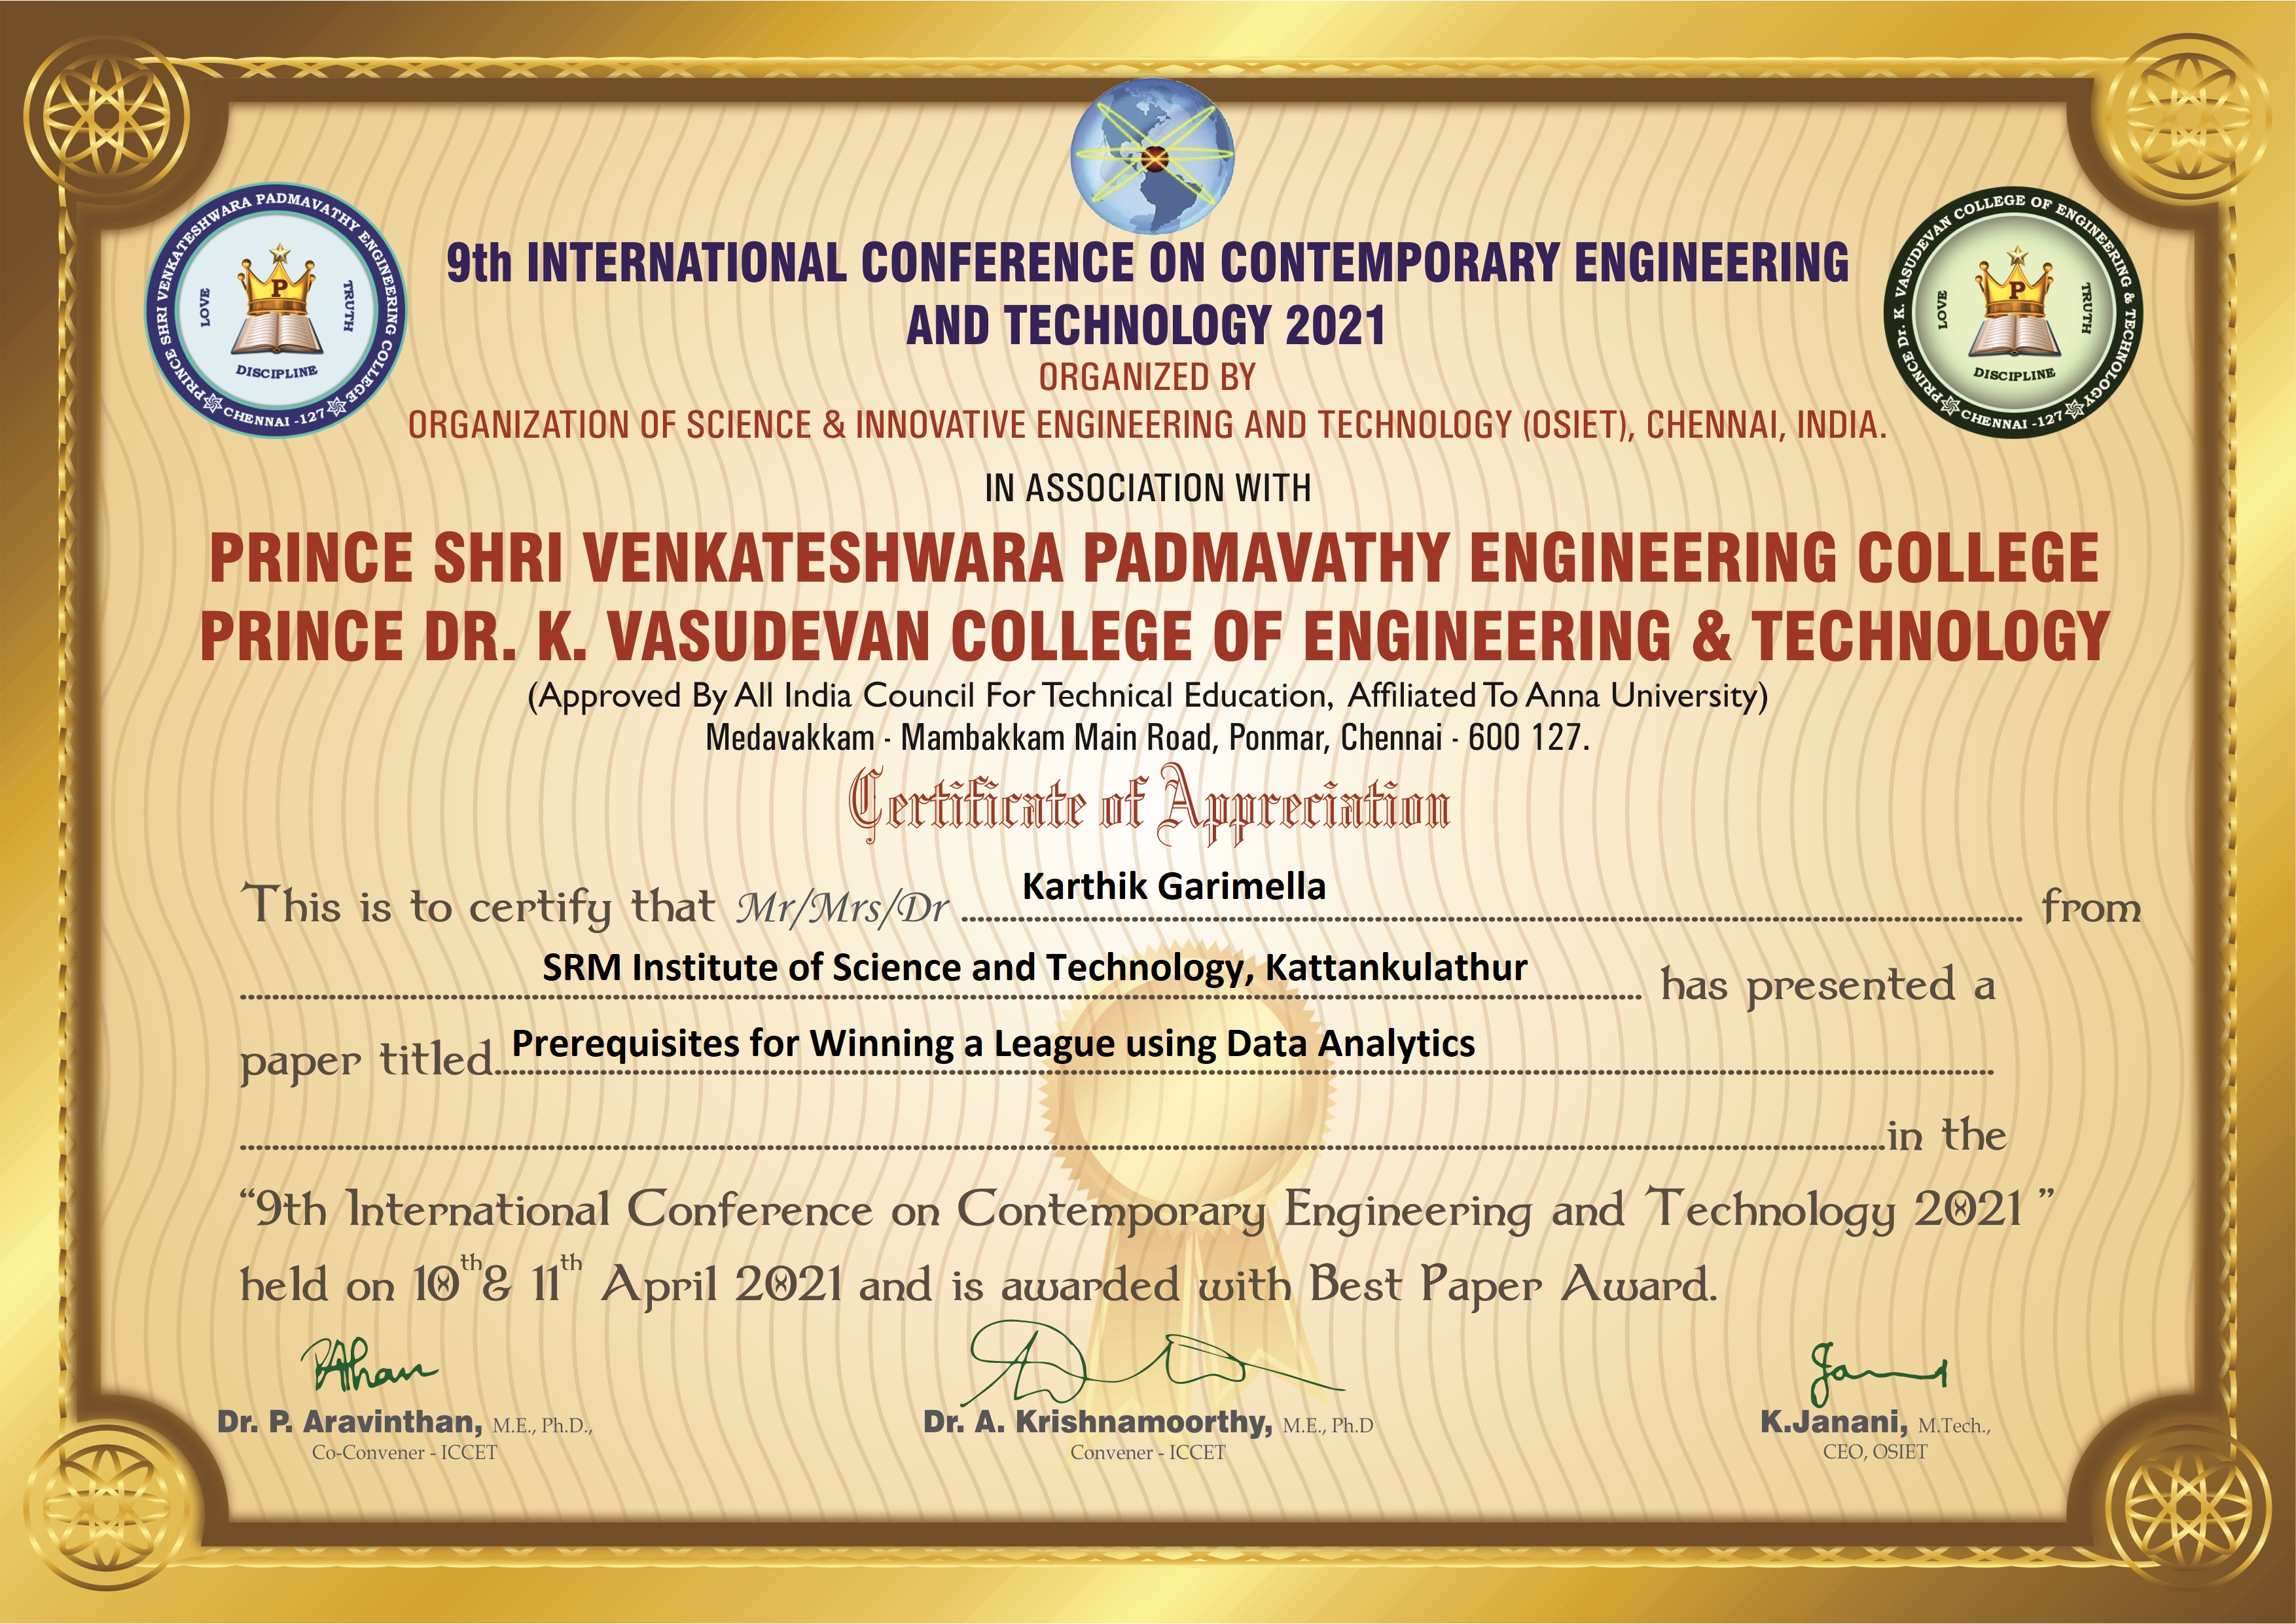 PRINCE SHRI VENKATESHWARA PADMAVATHY ENGINEERING COLLEGE
CHENNAI -127
LOVE
P
TRUTH
DISCIPLINE
PRINCE Dr. K. VASUDEVAN COLLEGE OF ENGINEERING & TECHNOLOGY
CHENNAI -127
LOVE
P
TRUTH
DISCIPLINE
9th INTERNATIONAL CONFERENCE ON CONTEMPORARY ENGINEERING
AND TECHNOLOGY 2021
ORGANIZED BY
ORGANIZATION OF SCIENCE & INNOVATIVE ENGINEERING AND TECHNOLOGY (OSIET), CHENNAI, INDIA.
IN ASSOCIATION WITH
PRINCE SHRI VENKATESHWARA PADMAVATHY ENGINEERING COLLEGE
PRINCE DR. K. VASUDEVAN COLLEGE OF ENGINEERING & TECHNOLOGY
(Approved By All India Council For Technical Education, Affiliated To Anna University)
Medavakkam - Mambakkam Main Road, Ponmar, Chennai - 600 127.
Certificate of Appreciation
This is to certify that Mr/Mrs/Dr Karthik Garimella from
SRM Institute of Science and Technology, Kattankulathur has presented a
paper titled Prerequisites for Winning a League using Data Analytics
in the
“9th International Conference on Contemporary Engineering and Technology 2021 ”
held on 10th & 11th April 2021 and is awarded with Best Paper Award.
Dr. P. Aravinthan, M.E., Ph.D.,
Co-Convener - ICCET
Dr. A. Krishnamoorthy, M.E., Ph.D
Convener - ICCET
K.Janani, M.Tech.,
CEO, OSIET